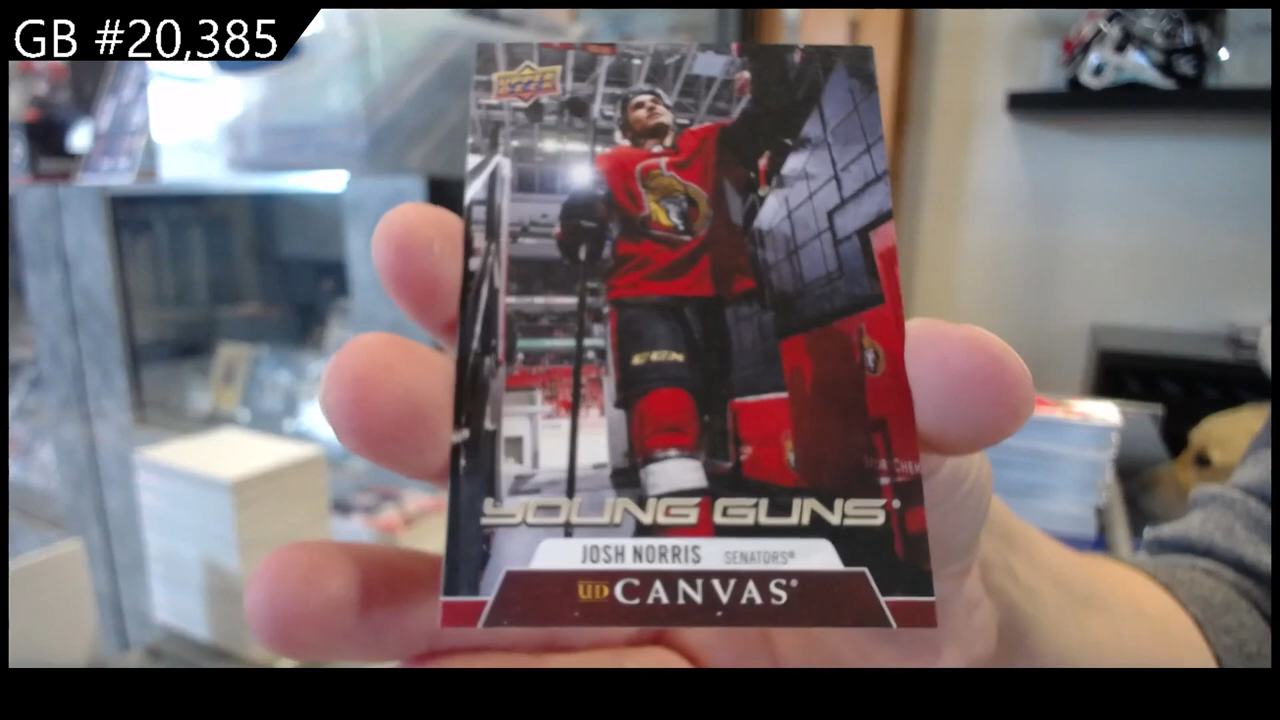 GB #20,385
UPPER DECK
CCM
YOUNG GUNS®
JOSH NORRIS SENATORS®
UD CANVAS®